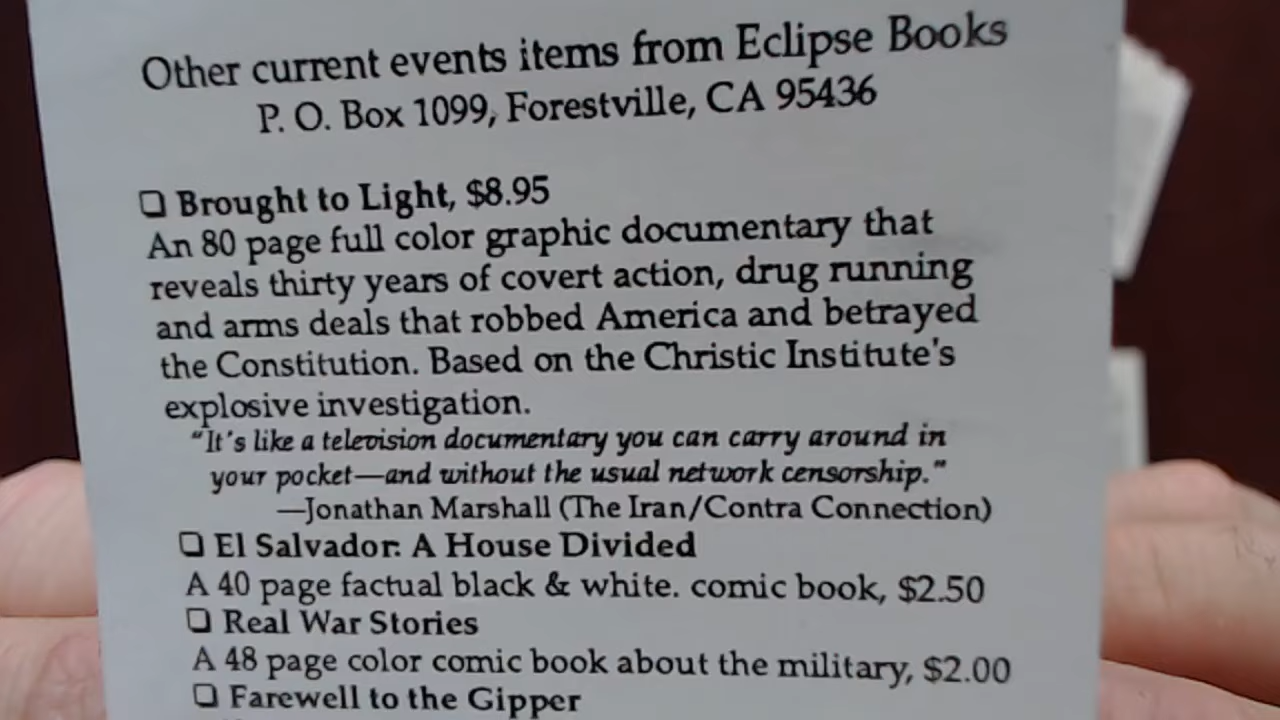 Other current events items from Eclipse Books
P. O. Box 1099, Forestville, CA 95436
❏ Brought to Light, $8.95
An 80 page full color graphic documentary that
reveals thirty years of covert action, drug running
and arms deals that robbed America and betrayed
the Constitution. Based on the Christic Institute's
explosive investigation.
"It's like a television documentary you can carry around in
your pocket—and without the usual network censorship."
—Jonathan Marshall (The Iran/Contra Connection)
❏ El Salvador: A House Divided
A 40 page factual black & white. comic book, $2.50
❏ Real War Stories
A 48 page color comic book about the military, $2.00
❏ Farewell to the Gipper